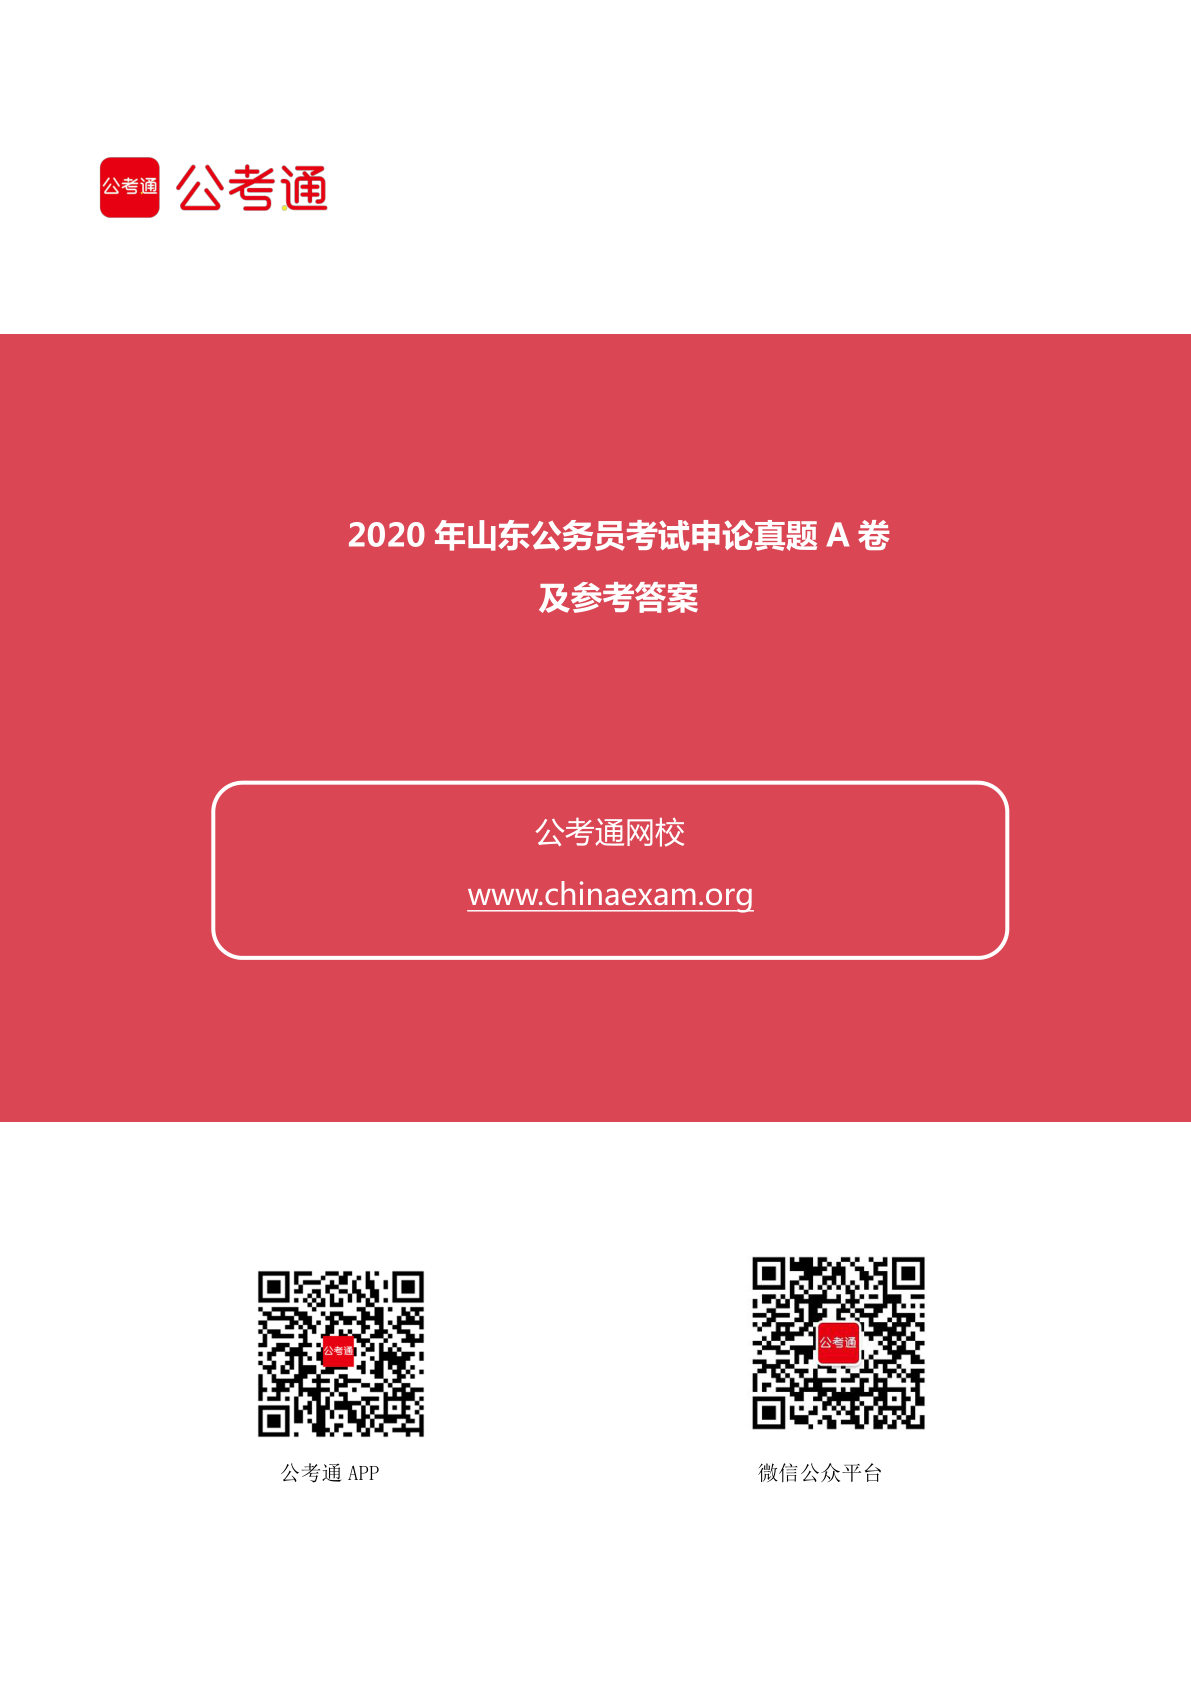 公考通 公考通
2020 年山东公务员考试申论真题 A 卷
及参考答案
公考通网校
www.chinaexam.org
公考通
公考通
公考通 APP
微信公众平台